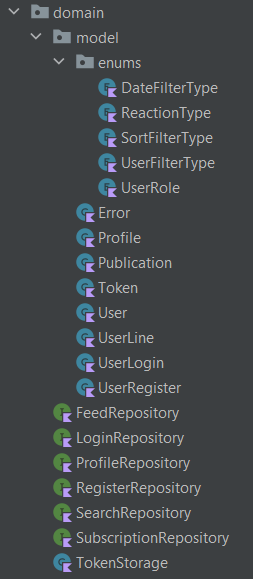 domain
model
enums
DateFilterType
ReactionType
SortFilterType
UserFilterType
UserRole
Error
Profile
Publication
Token
User
UserLine
UserLogin
UserRegister
FeedRepository
LoginRepository
ProfileRepository
RegisterRepository
SearchRepository
SubscriptionRepository
TokenStorage